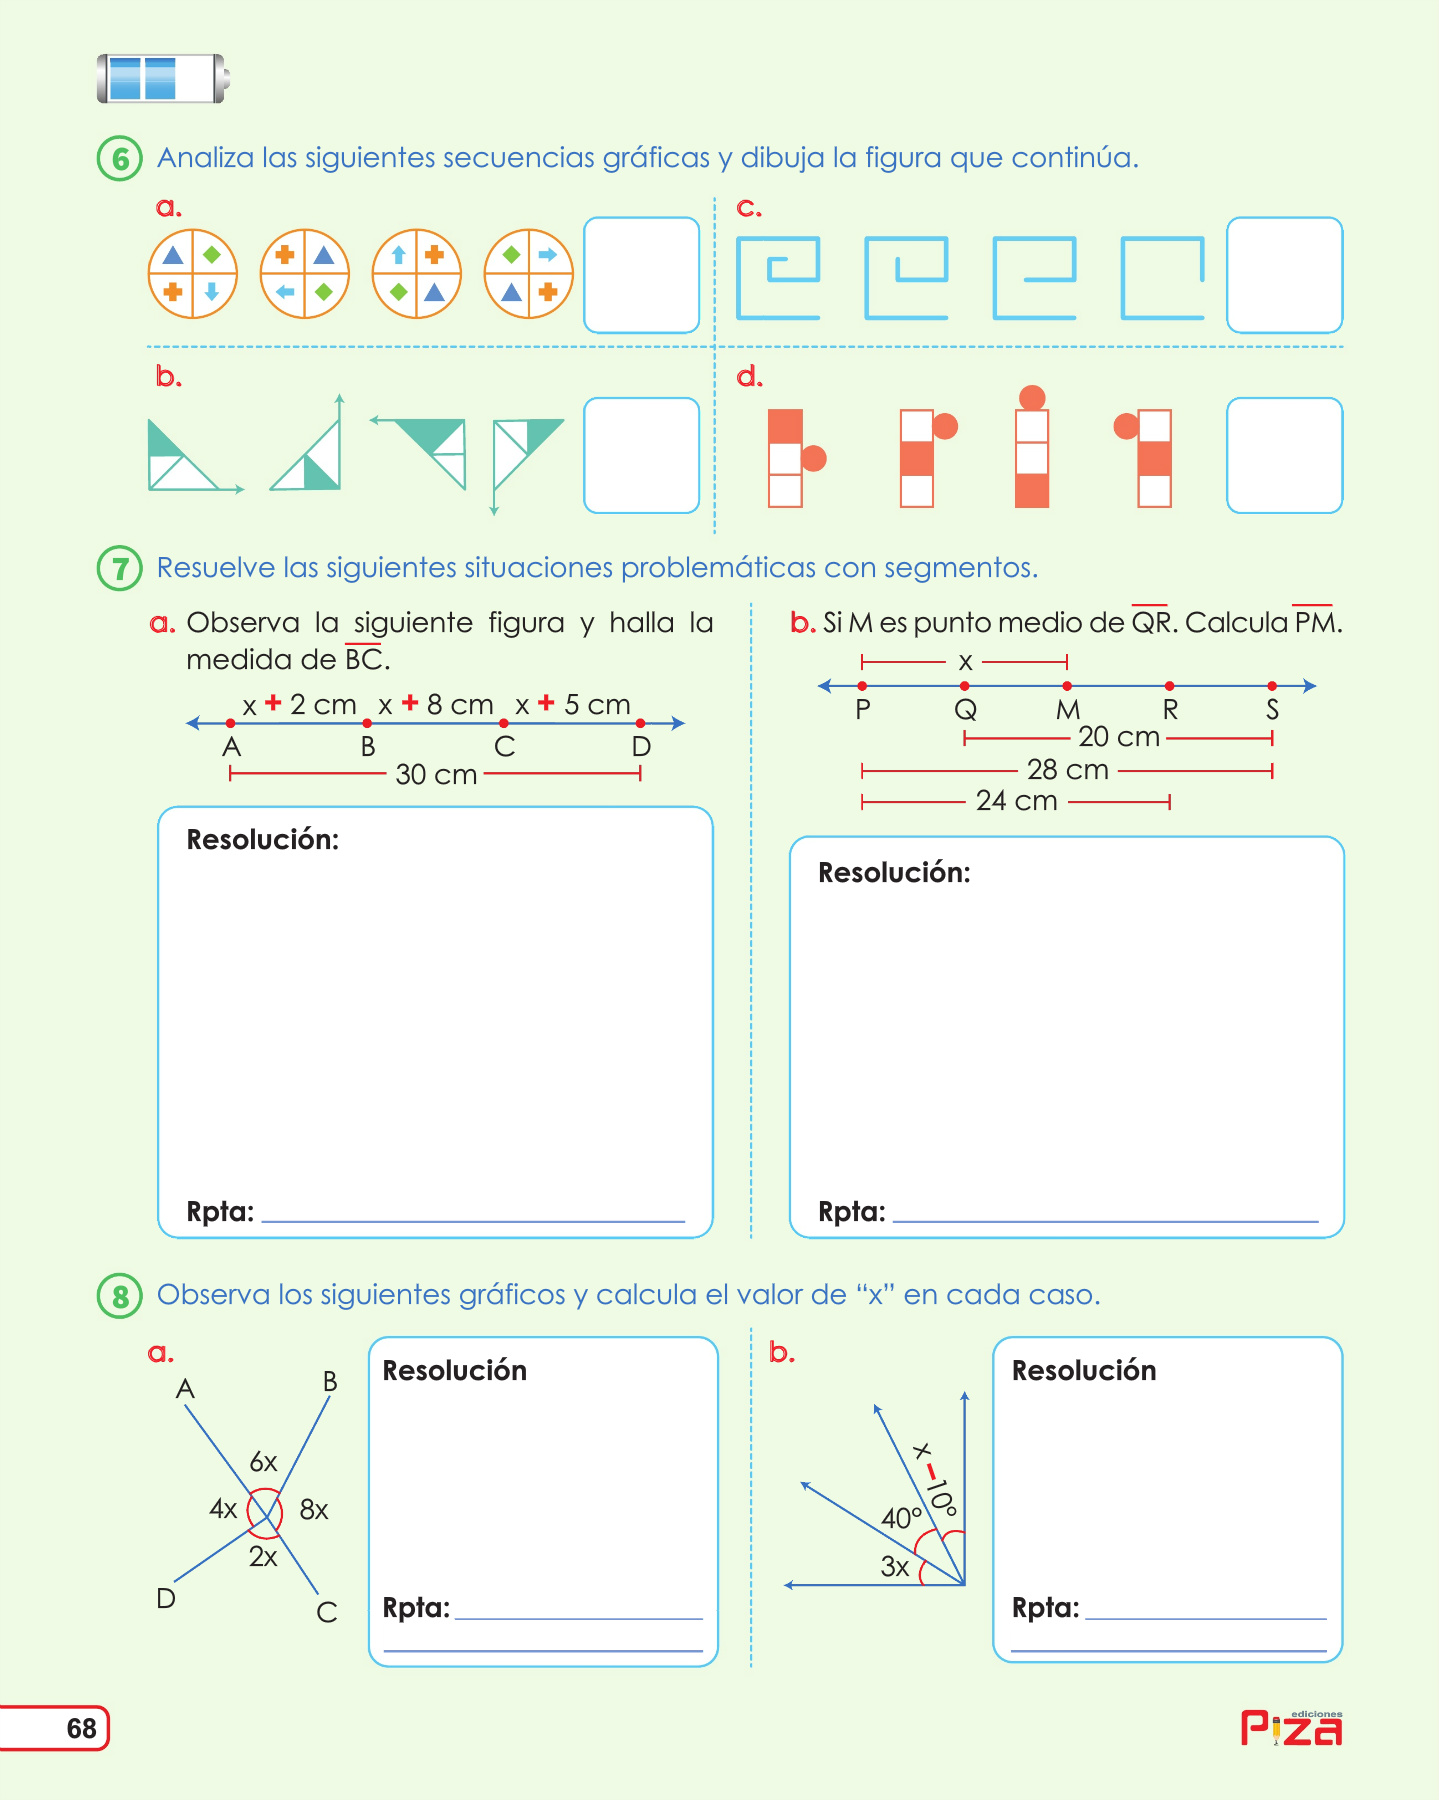 6 Analiza las siguientes secuencias gráficas y dibuja la figura que continúa.
a.
c.
b.
d.
7 Resuelve las siguientes situaciones problemáticas con segmentos.
a. Observa la siguiente figura y halla la
medida de BC.
x + 2 cm x + 8 cm x + 5 cm
A B C D
30 cm
Resolución:
Rpta:
b. Si M es punto medio de QR. Calcula PM.
x
P Q M R S
20 cm
28 cm
24 cm
Resolución:
Rpta:
8 Observa los siguientes gráficos y calcula el valor de “x” en cada caso.
a.
A B
6x
4x 8x
2x
D C
Resolución
Rpta:
b.
x – 10°
40°
3x
Resolución
Rpta:
68
ediciones
Piza